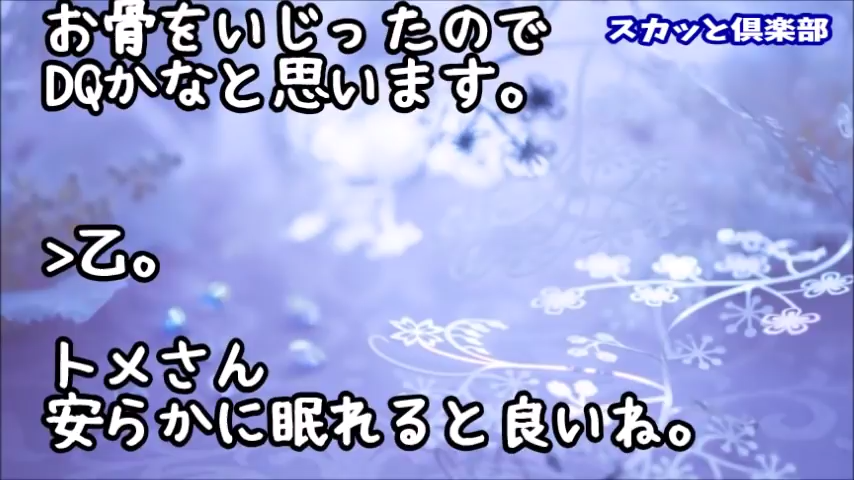 スカッと倶楽部
お骨をいじったので
DQかなと思います。
>乙。
トメさん
安らかに眠れると良いね。